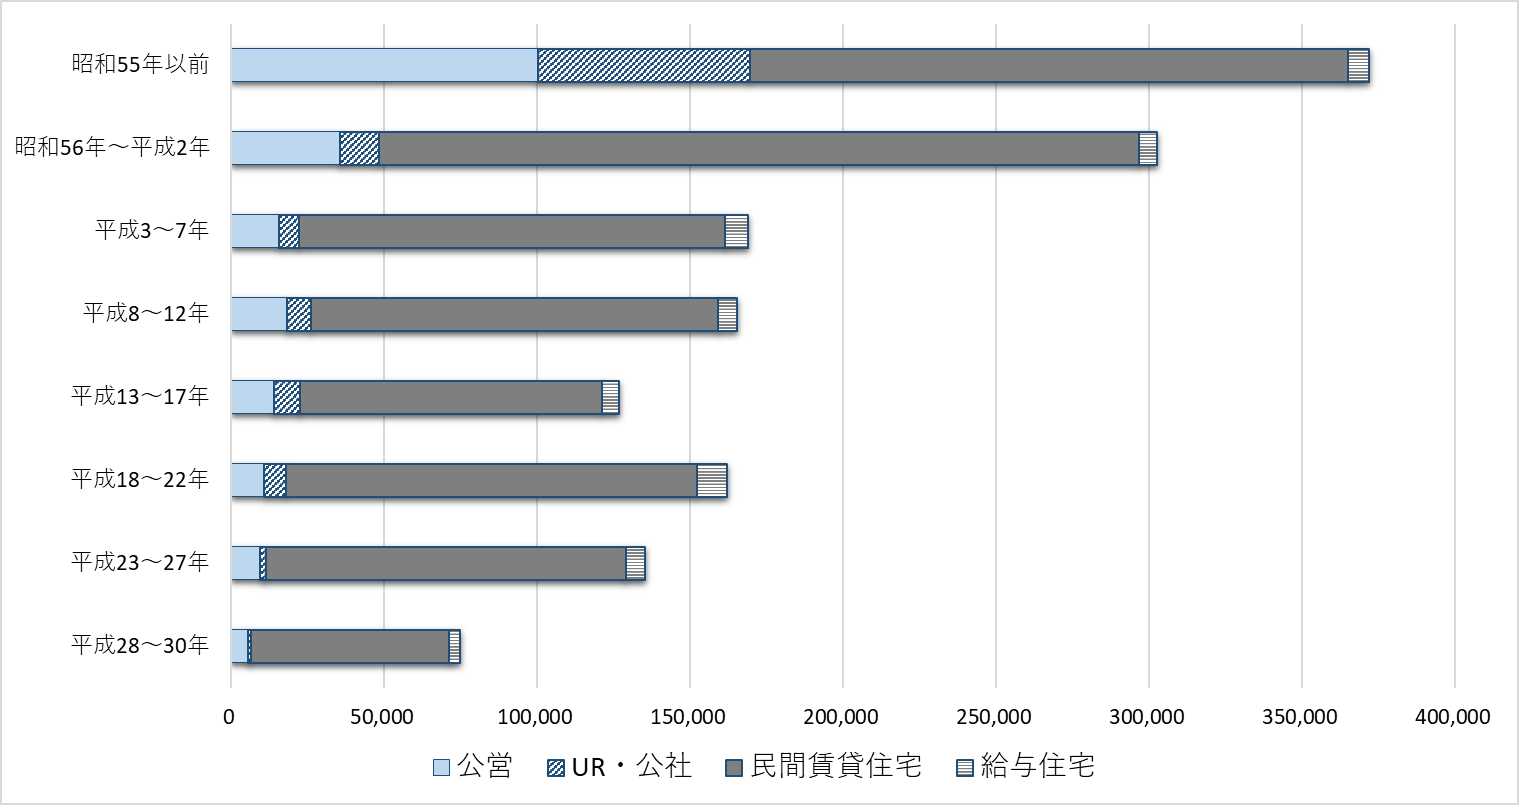 昭和55年以前
昭和56年～平成2年
平成3～7年
平成8～12年
平成13～17年
平成18～22年
平成23～27年
平成28～30年
0 50,000 100,000 150,000 200,000 250,000 300,000 350,000 400,000
公営 UR・公社 民間賃貸住宅 給与住宅